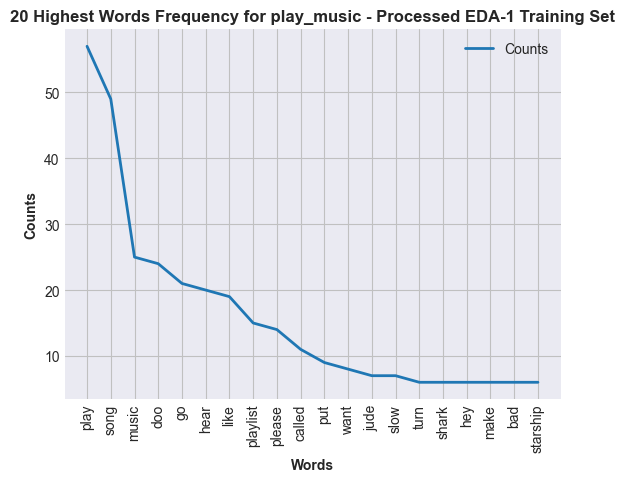 20 Highest Words Frequency for play_music - Processed EDA-1 Training Set
Counts
50
40
30
20
10
Counts
play
song
music
doo
go
hear
like
playlist
please
called
put
want
jude
slow
turn
shark
hey
make
bad
starship
Words